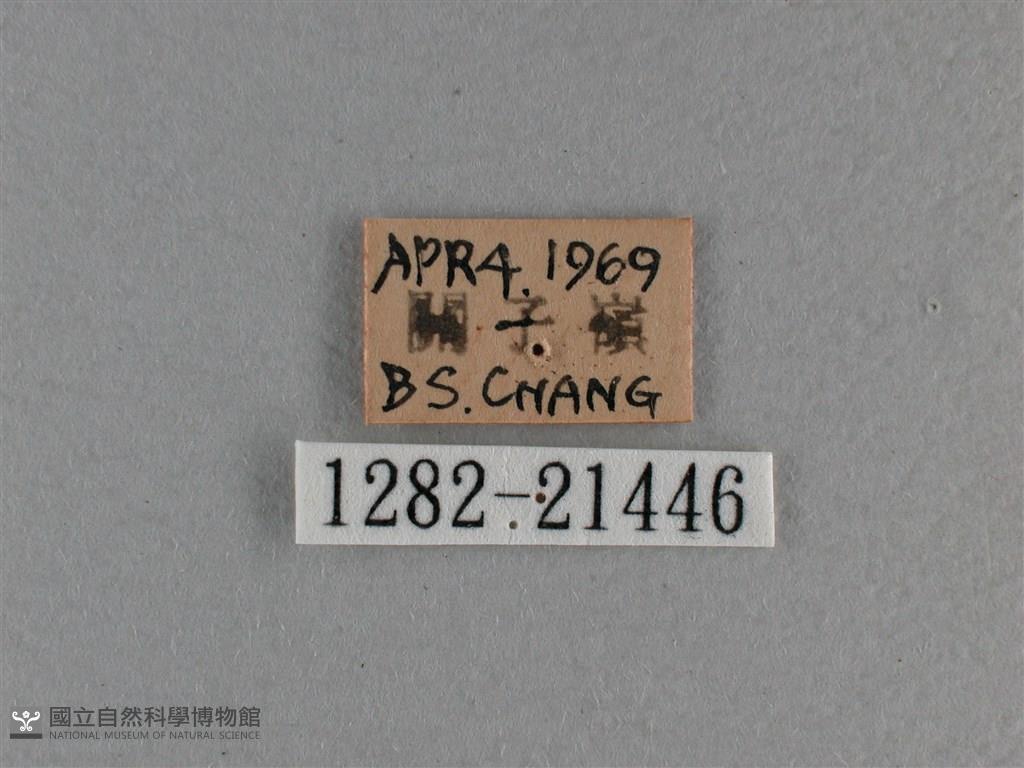 APR4.1969
關子嶺
BS.CHANG
1282-21446
國立自然科學博物館
NATIONAL MUSEUM OF NATURAL SCIENCE